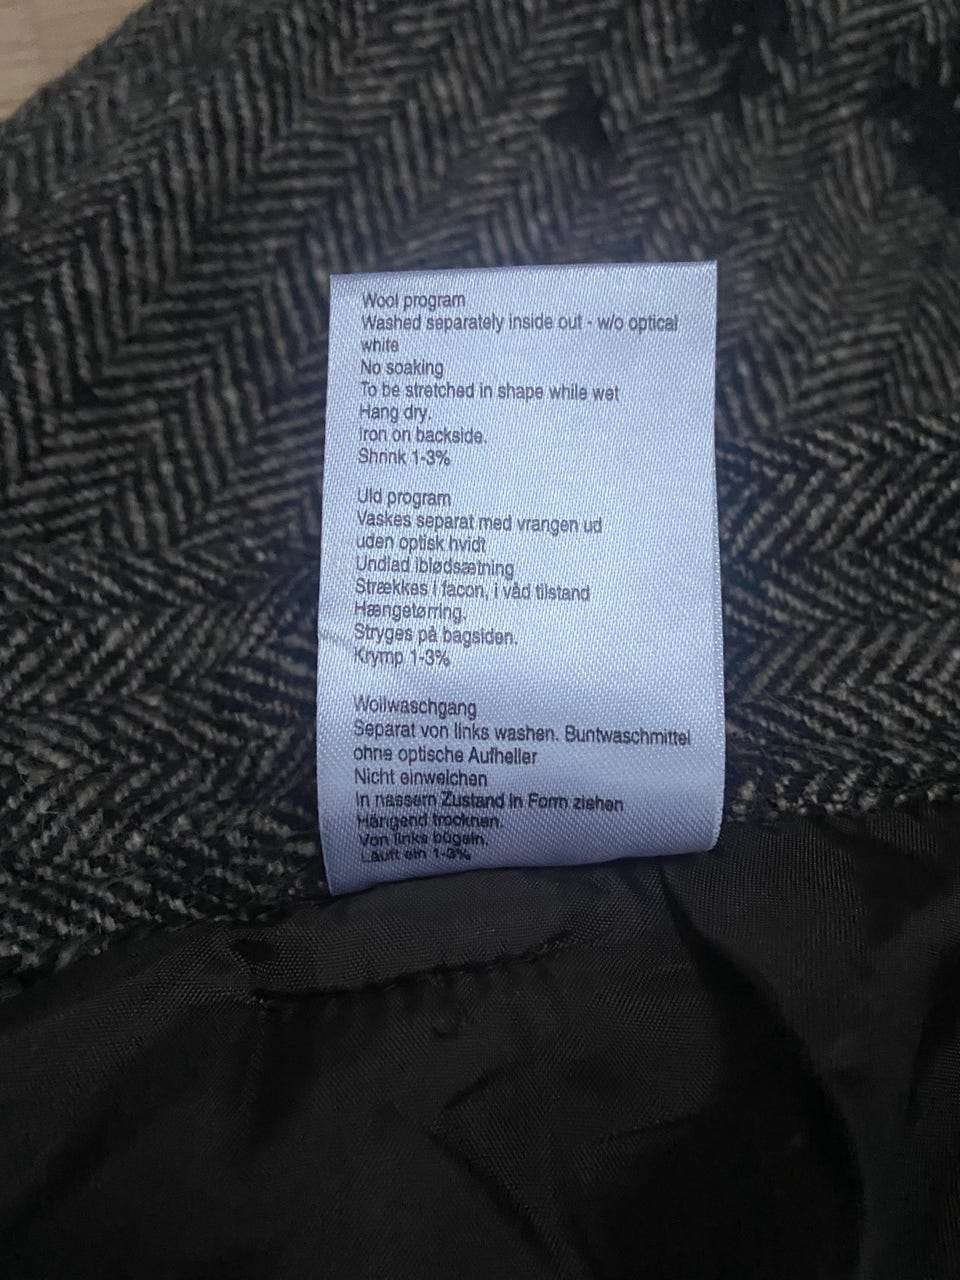 Wool program
Washed separately inside out - w/o optical
white
No soaking
To be stretched in shape while wet
Hang dry.
Iron on backside.
Shrink 1-3%
Uld program
Vaskes separat med vrangen ud
uden optisk hvidt
Undlad iblødsætning
Strækkes i facon, i våd tilstand
Hængetørring.
Stryges på bagsiden.
Krymp 1-3%
Wollwaschgang
Separat von links washen. Buntwaschmittel
ohne optische Aufheller
Nicht einweichen
In nassem Zustand in Form ziehen
Hängend trocknen.
Von links bügeln.
Läuft ein 1-3%